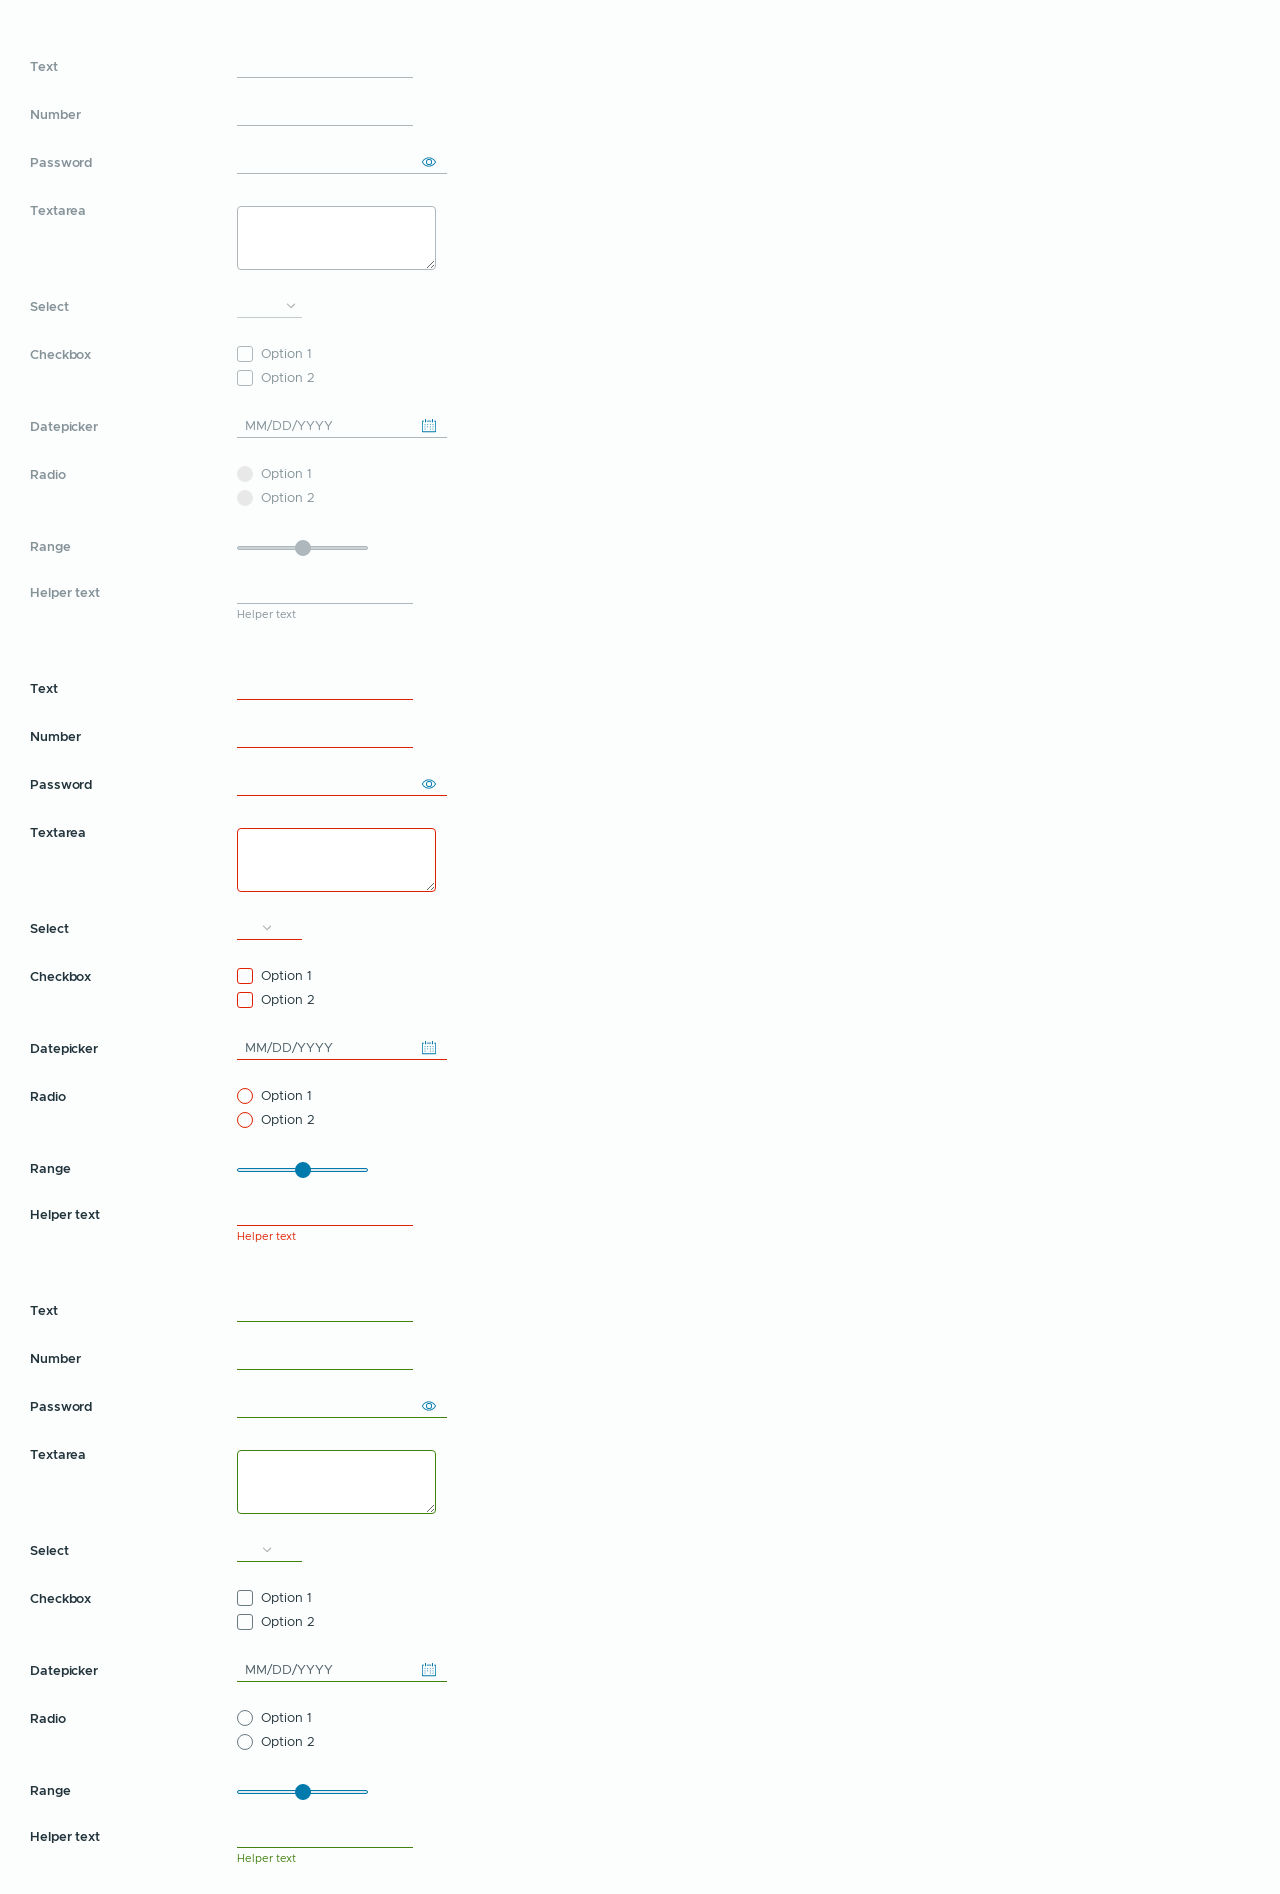 Text
Number
Password
Textarea
Select
Checkbox
Option 1
Option 2
Datepicker
MM/DD/YYYY
Radio
Option 1
Option 2
Range
Helper text
Helper text
Text
Number
Password
Textarea
Select
Checkbox
Option 1
Option 2
Datepicker
MM/DD/YYYY
Radio
Option 1
Option 2
Range
Helper text
Helper text
Text
Number
Password
Textarea
Select
Checkbox
Option 1
Option 2
Datepicker
MM/DD/YYYY
Radio
Option 1
Option 2
Range
Helper text
Helper text